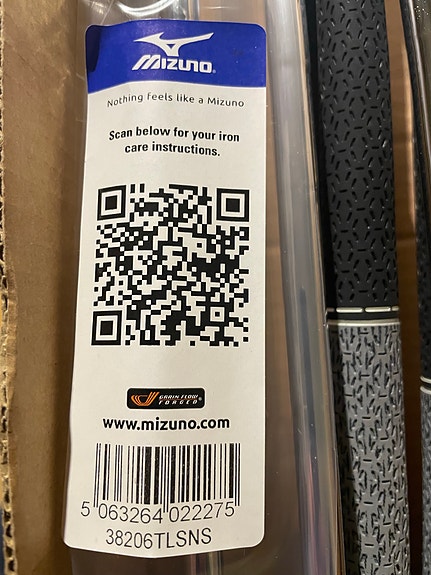 MIZUNO
Nothing feels like a Mizuno
Scan below for your iron
care instructions.
GRAIN FLOW
FORGED
www.mizuno.com
5 063264 022275
38206TLSNS